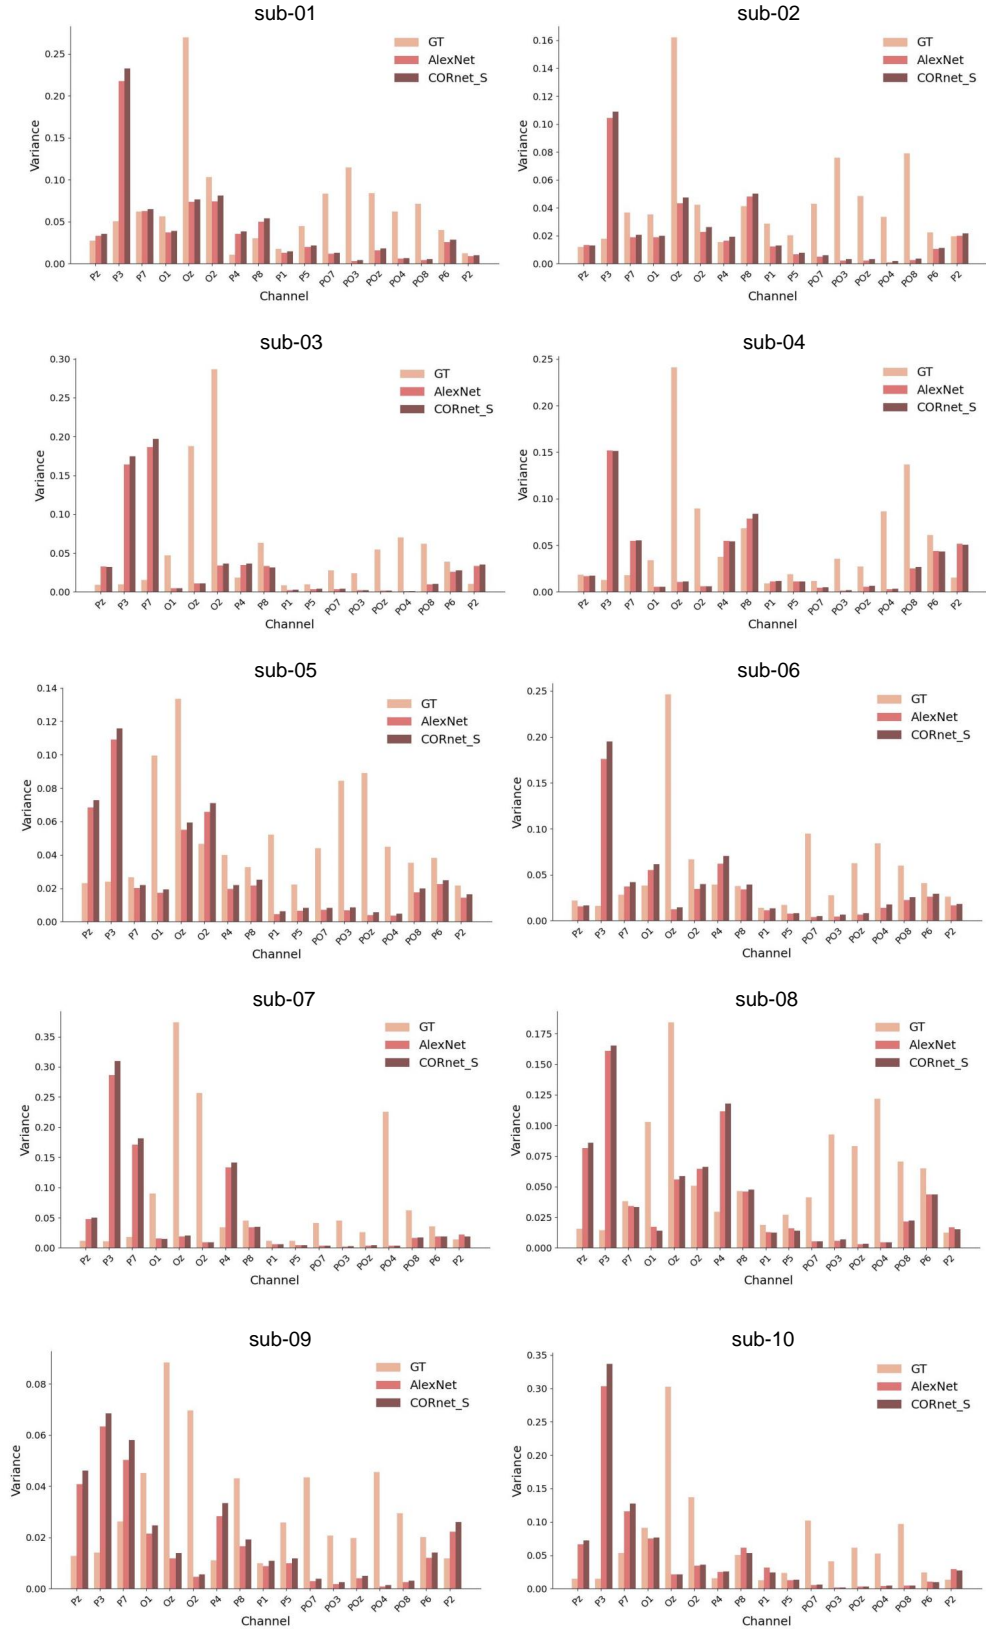 sub-01
0.25
0.20
0.15
0.10
0.05
0.00
Variance
GT
AlexNet
CORnet_S
Pz P3 P7 O1 Oz O2 P4 P8 P1 P5 PO7 PO3 POz PO4 PO8 P6 P2
Channel
sub-02
0.16
0.14
0.12
0.10
0.08
0.06
0.04
0.02
0.00
Variance
GT
AlexNet
CORnet_S
Pz P3 P7 O1 Oz O2 P4 P8 P1 P5 PO7 PO3 POz PO4 PO8 P6 P2
Channel
sub-03
0.30
0.25
0.20
0.15
0.10
0.05
0.00
Variance
GT
AlexNet
CORnet_S
Pz P3 P7 O1 Oz O2 P4 P8 P1 P5 PO7 PO3 POz PO4 PO8 P6 P2
Channel
sub-04
0.25
0.20
0.15
0.10
0.05
0.00
Variance
GT
AlexNet
CORnet_S
Pz P3 P7 O1 Oz O2 P4 P8 P1 P5 PO7 PO3 POz PO4 PO8 P6 P2
Channel
sub-05
0.14
0.12
0.10
0.08
0.06
0.04
0.02
0.00
Variance
GT
AlexNet
CORnet_S
Pz P3 P7 O1 Oz O2 P4 P8 P1 P5 PO7 PO3 POz PO4 PO8 P6 P2
Channel
sub-06
0.25
0.20
0.15
0.10
0.05
0.00
Variance
GT
AlexNet
CORnet_S
Pz P3 P7 O1 Oz O2 P4 P8 P1 P5 PO7 PO3 POz PO4 PO8 P6 P2
Channel
sub-07
0.35
0.30
0.25
0.20
0.15
0.10
0.05
0.00
Variance
GT
AlexNet
CORnet_S
Pz P3 P7 O1 Oz O2 P4 P8 P1 P5 PO7 PO3 POz PO4 PO8 P6 P2
Channel
sub-08
0.175
0.150
0.125
0.100
0.075
0.050
0.025
0.000
Variance
GT
AlexNet
CORnet_S
Pz P3 P7 O1 Oz O2 P4 P8 P1 P5 PO7 PO3 POz PO4 PO8 P6 P2
Channel
sub-09
0.08
0.06
0.04
0.02
0.00
Variance
GT
AlexNet
CORnet_S
Pz P3 P7 O1 Oz O2 P4 P8 P1 P5 PO7 PO3 POz PO4 PO8 P6 P2
Channel
sub-10
0.35
0.30
0.25
0.20
0.15
0.10
0.05
0.00
Variance
GT
AlexNet
CORnet_S
Pz P3 P7 O1 Oz O2 P4 P8 P1 P5 PO7 PO3 POz PO4 PO8 P6 P2
Channel